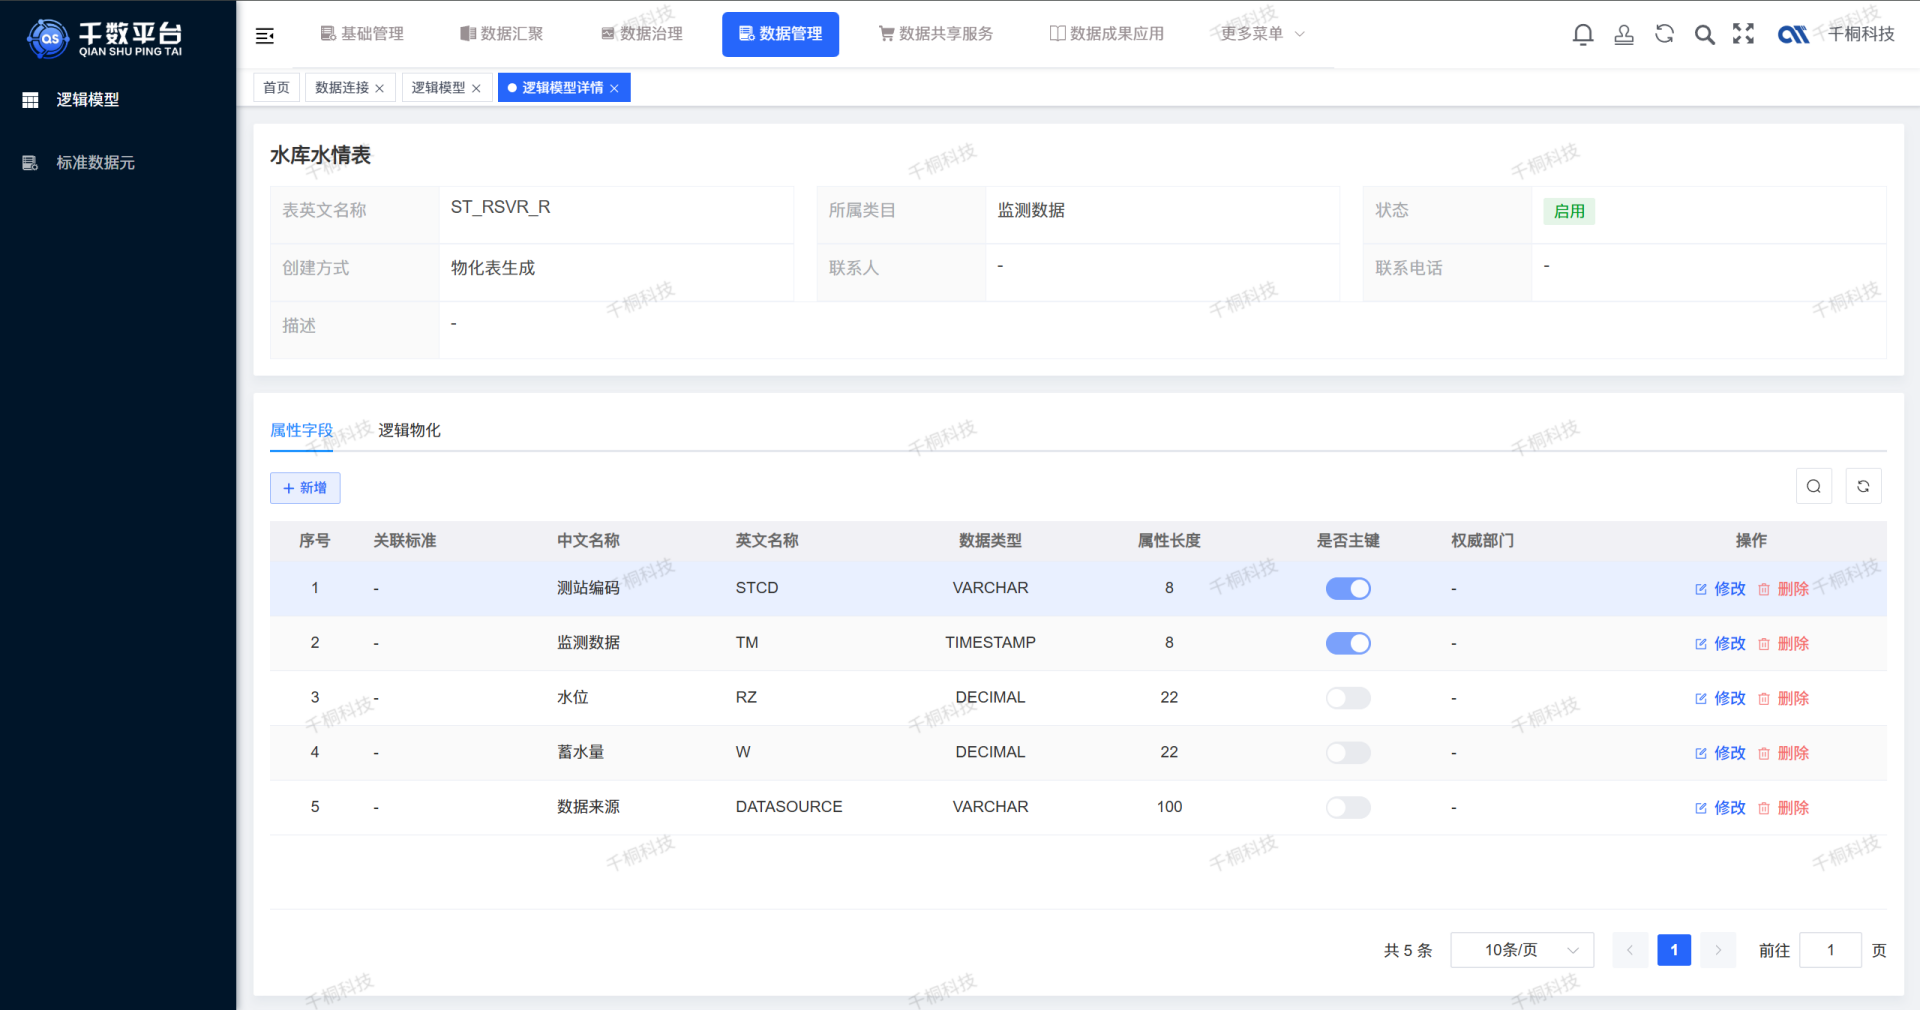 千数平台
QIAN SHU PING TAI
逻辑模型
标准数据元
基础管理 数据汇聚 数据治理 数据管理 数据共享服务 数据成果应用 更多菜单 千桐科技
首页 数据连接 逻辑模型 逻辑模型详情
水库水情表
表英文名称 ST_RSVR_R 所属类目 监测数据 状态 启用
创建方式 物化表生成 联系人 - 联系电话 -
描述 -
属性字段 逻辑物化
+ 新增
序号 关联标准 中文名称 英文名称 数据类型 属性长度 是否主键 权威部门 操作
1 - 测站编码 STCD VARCHAR 8 - 修改 删除
2 - 监测数据 TM TIMESTAMP 8 - 修改 删除
3 - 水位 RZ DECIMAL 22 - 修改 删除
4 - 蓄水量 W DECIMAL 22 - 修改 删除
5 - 数据来源 DATASOURCE VARCHAR 100 - 修改 删除
共 5 条 10条/页 1 前往 1 页
千桐科技